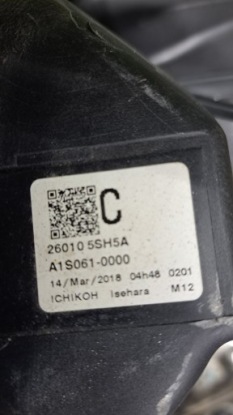 C
26010 5SH5A
A1S061-0000
14/Mar/2018 04h48 0201
ICHIKOH Isehara M12